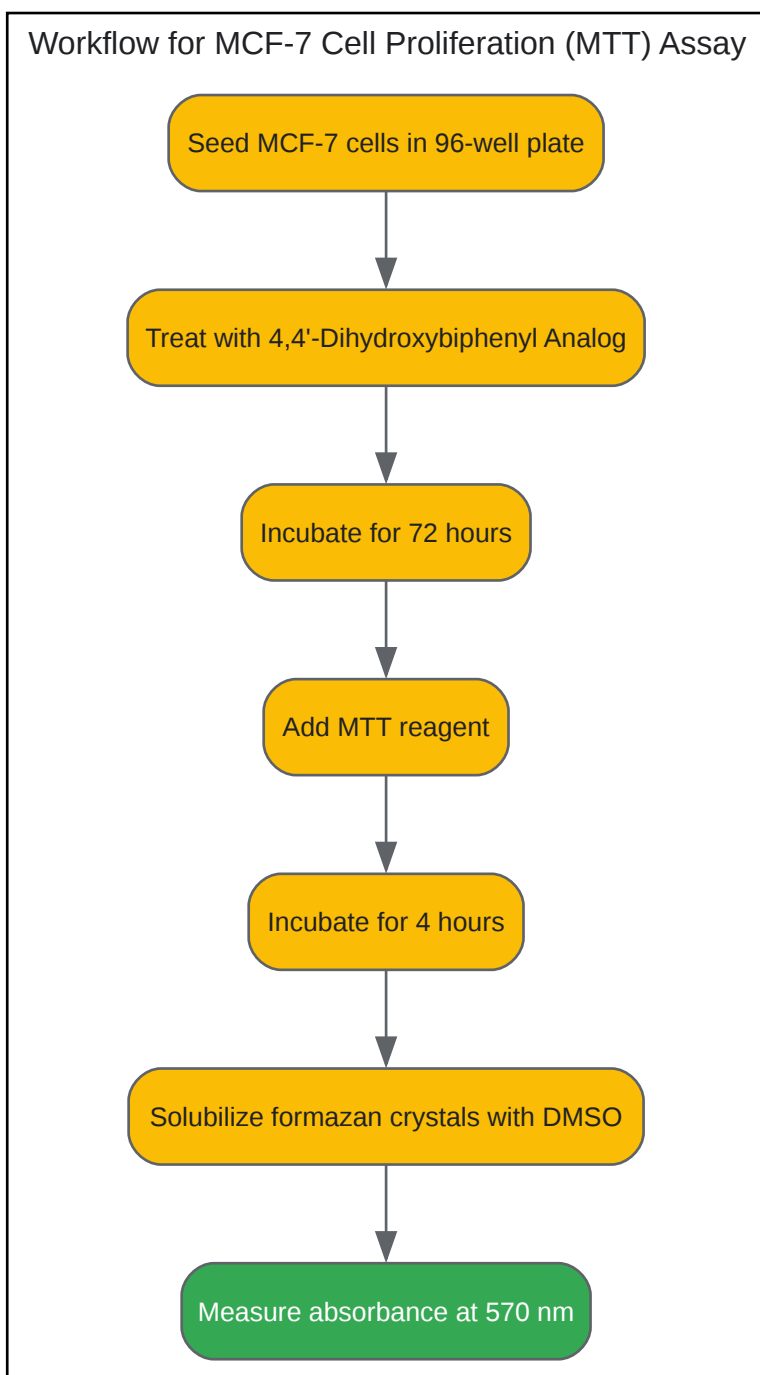 Workflow for MCF-7 Cell Proliferation (MTT) Assay
Seed MCF-7 cells in 96-well plate
Treat with 4,4'-Dihydroxybiphenyl Analog
Incubate for 72 hours
Add MTT reagent
Incubate for 4 hours
Solubilize formazan crystals with DMSO
Measure absorbance at 570 nm